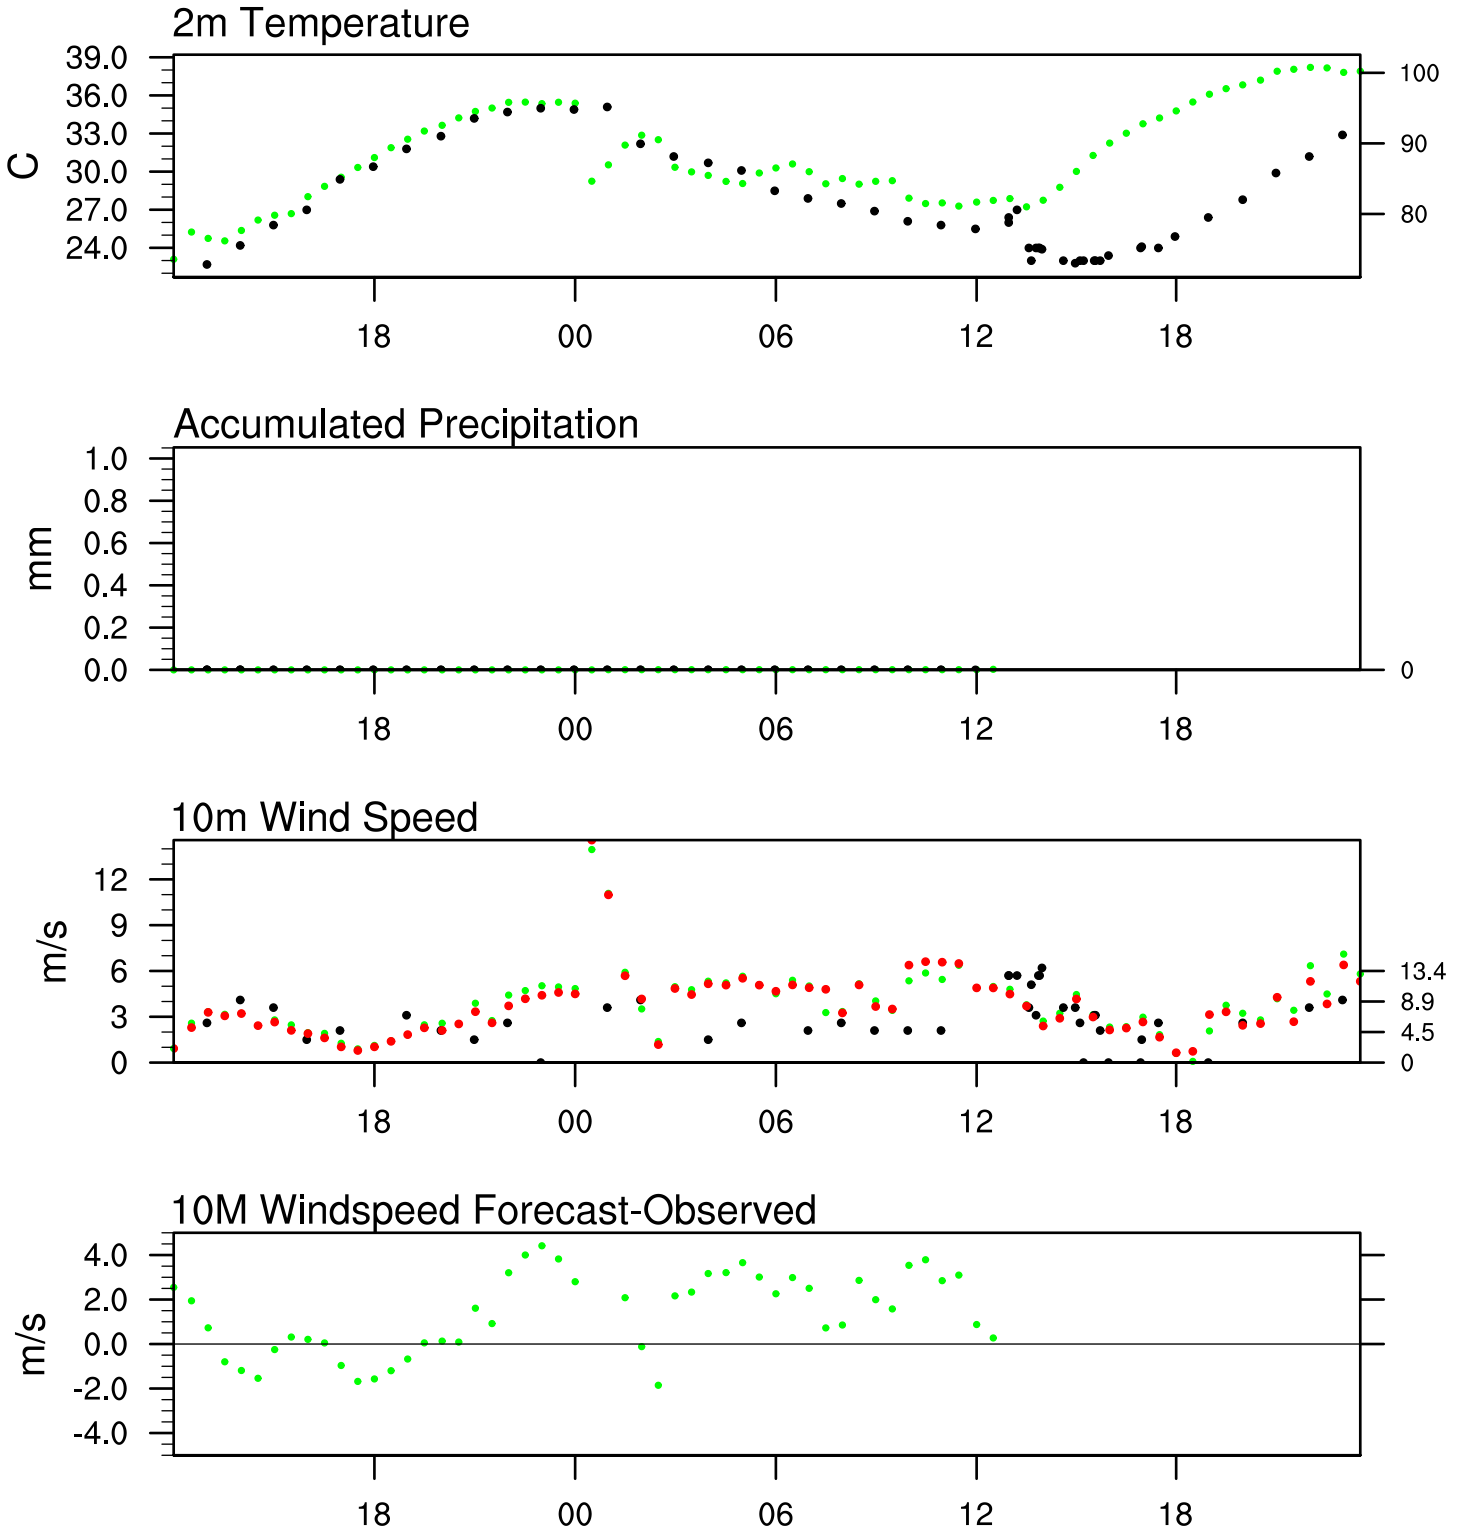 2m Temperature
39.0
36.0
33.0
30.0
27.0
24.0
C
100
90
80
18 00 06 12 18
Accumulated Precipitation
1.0
0.8
0.6
0.4
0.2
0.0
mm
0
18 00 06 12 18
10m Wind Speed
12
9
6
3
0
m/s
13.4
8.9
4.5
0
18 00 06 12 18
10M Windspeed Forecast-Observed
4.0
2.0
0.0
-2.0
-4.0
m/s
18 00 06 12 18